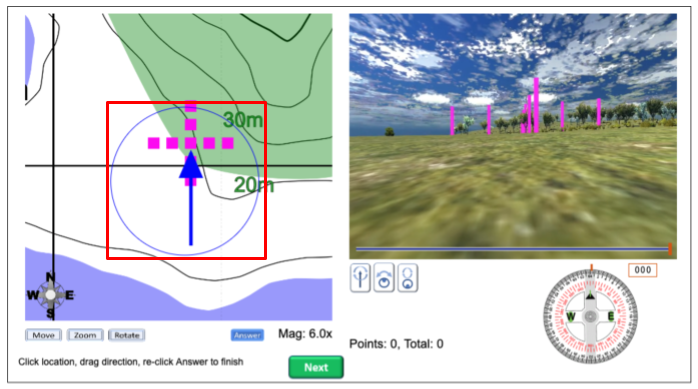 30m
20m
N
W E
S
Move Zoom Rotate Answer Mag: 6.0x
Click location, drag direction, re-click Answer to finish
Next
000
W E
Points: 0, Total: 0